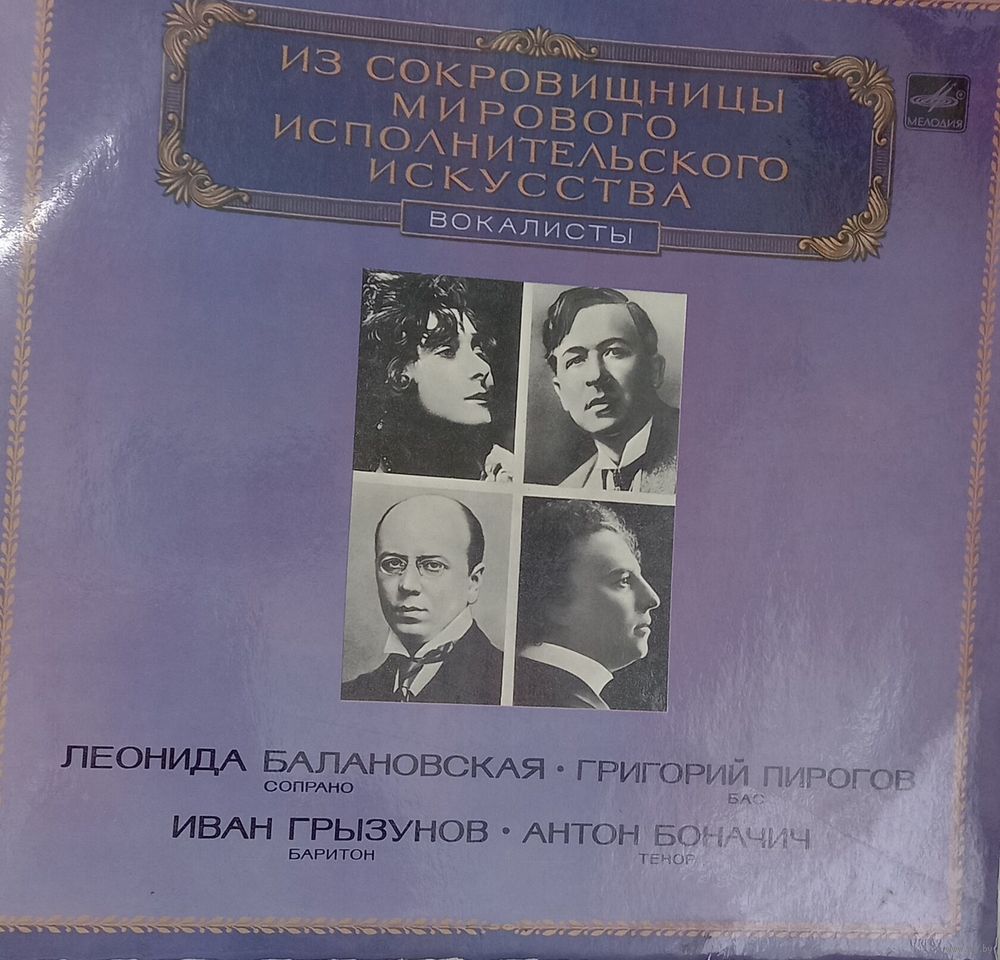 ИЗ СОКРОВИЩНИЦЫ
МИРОВОГО
ИСПОЛНИТЕЛЬСКОГО
ИСКУССТВА
ВОКАЛИСТЫ
МЕЛОДИЯ
ЛЕОНИДА БАЛАНОВСКАЯ · ГРИГОРИЙ ПИРОГОВ
СОПРАНО БАС
ИВАН ГРЫЗУНОВ · АНТОН БОНАЧИЧ
БАРИТОН ТЕНОР